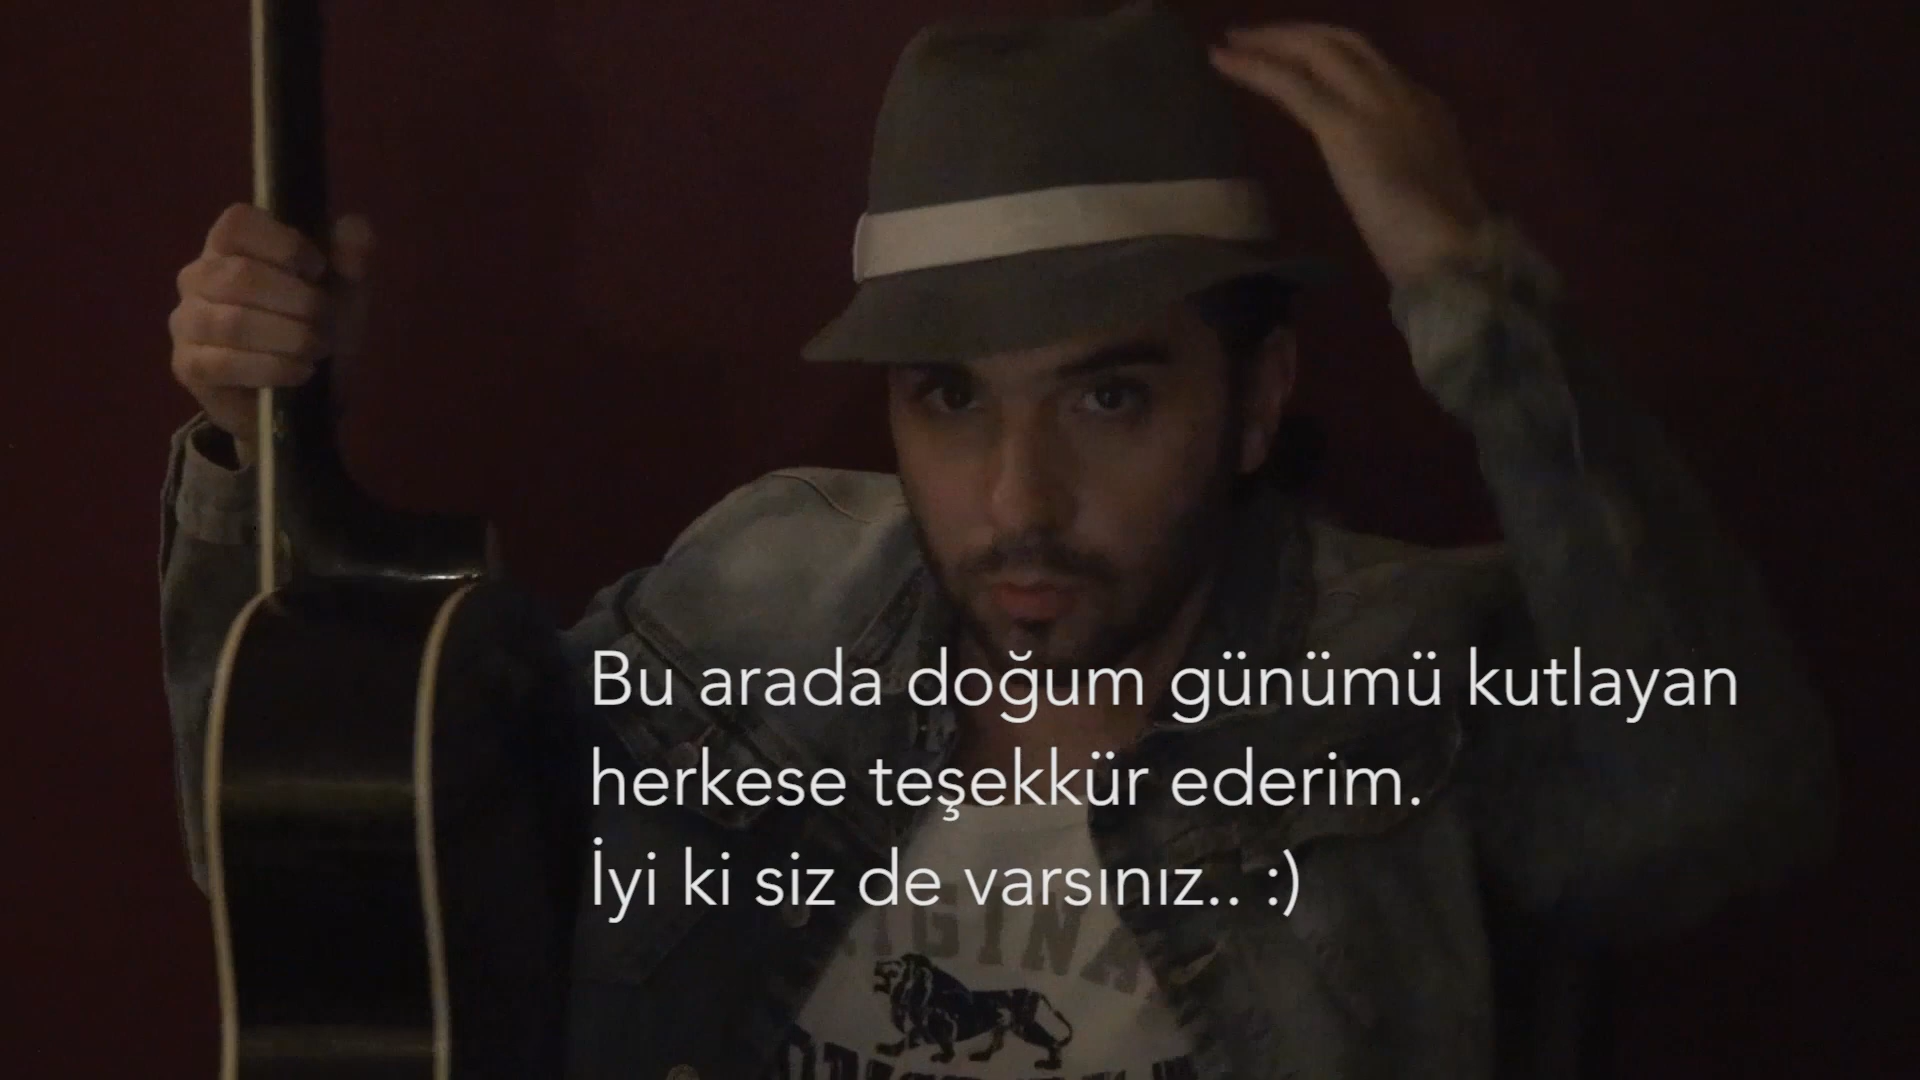 Bu arada doğum günümü kutlayan
herkese teşekkür ederim.
İyi ki siz de varsınız.. :)